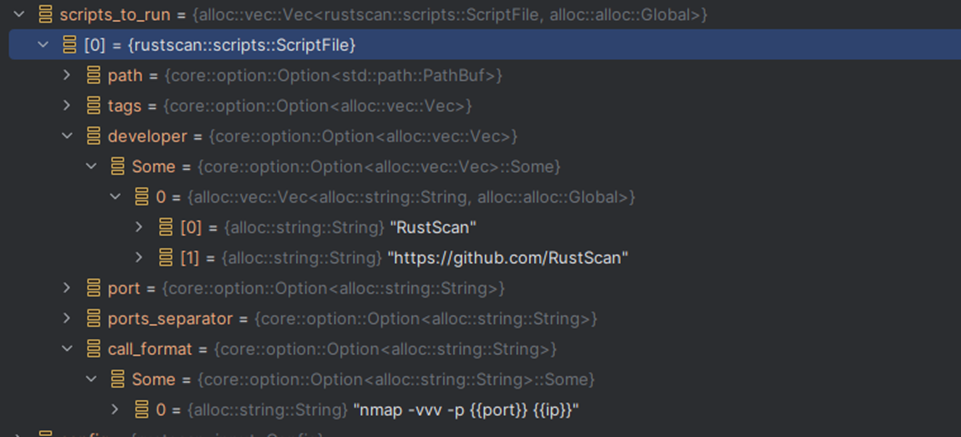 scripts_to_run = {alloc::vec::Vec<rustscan::scripts::ScriptFile, alloc::alloc::Global>}
[0] = {rustscan::scripts::ScriptFile}
path = {core::option::Option<std::path::PathBuf>}
tags = {core::option::Option<alloc::vec::Vec>}
developer = {core::option::Option<alloc::vec::Vec>}
Some = {core::option::Option<alloc::vec::Vec>::Some}
0 = {alloc::vec::Vec<alloc::string::String, alloc::alloc::Global>}
[0] = {alloc::string::String} "RustScan"
[1] = {alloc::string::String} "https://github.com/RustScan"
port = {core::option::Option<alloc::string::String>}
ports_separator = {core::option::Option<alloc::string::String>}
call_format = {core::option::Option<alloc::string::String>}
Some = {core::option::Option<alloc::string::String>::Some}
0 = {alloc::string::String} "nmap -vvv -p {{port}} {{ip}}"